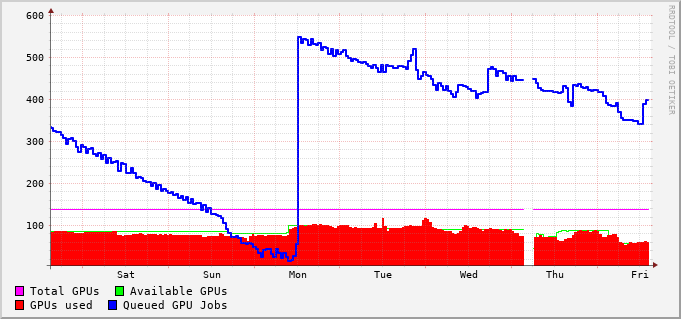 RRDTOOL / TOBI OETIKER
600
500
400
300
200
100
Sat Sun Mon Tue Wed Thu Fri
Total GPUs Available GPUs
GPUs used Queued GPU Jobs